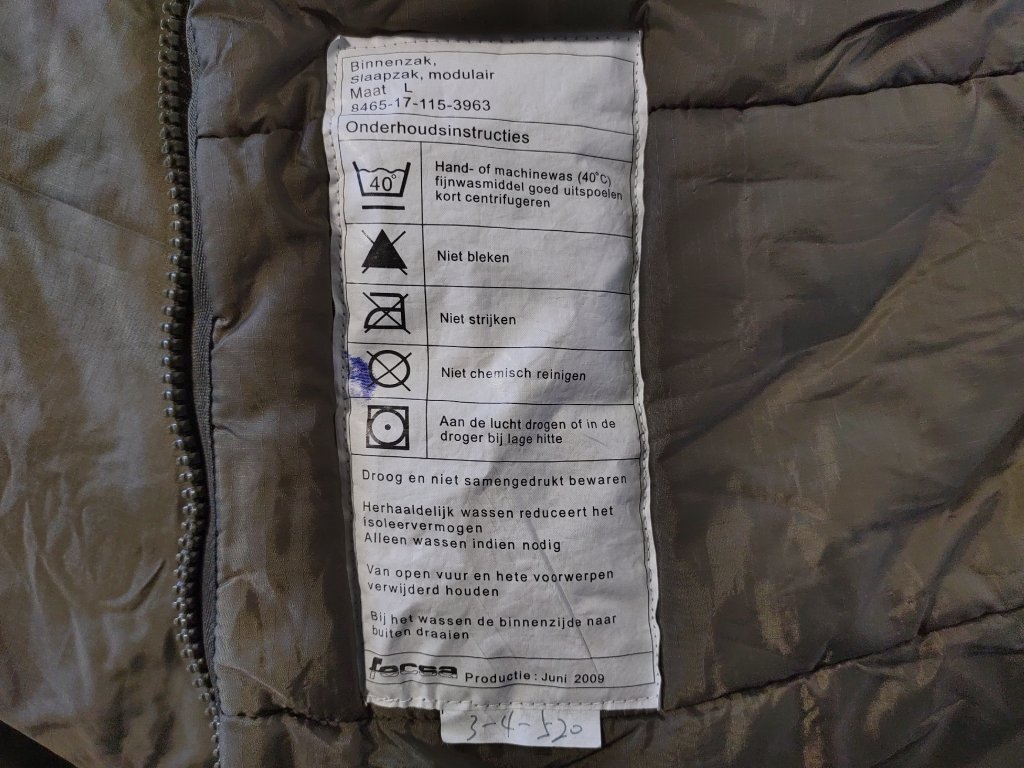 Binnenzak,
slaapzak, modulair
Maat L
8465-17-115-3963
Onderhoudsinstructies
40°
Hand- of machinewas (40°C)
fijnwasmiddel goed uitspoelen
kort centrifugeren
Niet bleken
Niet strijken
Niet chemisch reinigen
Aan de lucht drogen of in de
droger bij lage hitte
Droog en niet samengedrukt bewaren
Herhaaldelijk wassen reduceert het
isoleervermogen
Alleen wassen indien nodig
Van open vuur en hete voorwerpen
verwijderd houden
Bij het wassen de binnenzijde naar
buiten draaien
fecsa Productie: Juni 2009
3-4-520